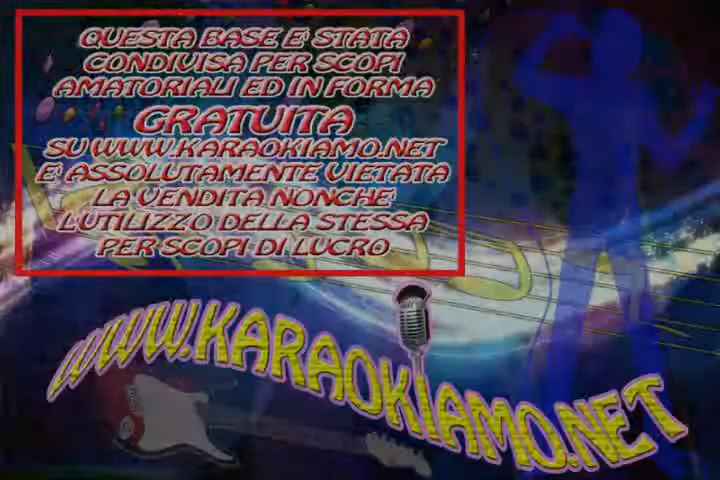 QUESTA BASE E' STATA
CONDIVISA PER SCOPI
AMATORIALI ED IN FORMA
GRATUITA
SU WWW.KARAOKIAMO.NET
E' ASSOLUTAMENTE VIETATA
LA VENDITA NONCHE'
L'UTILIZZO DELLA STESSA
PER SCOPI DI LUCRO
WWW.KARAOKIAMO.NET